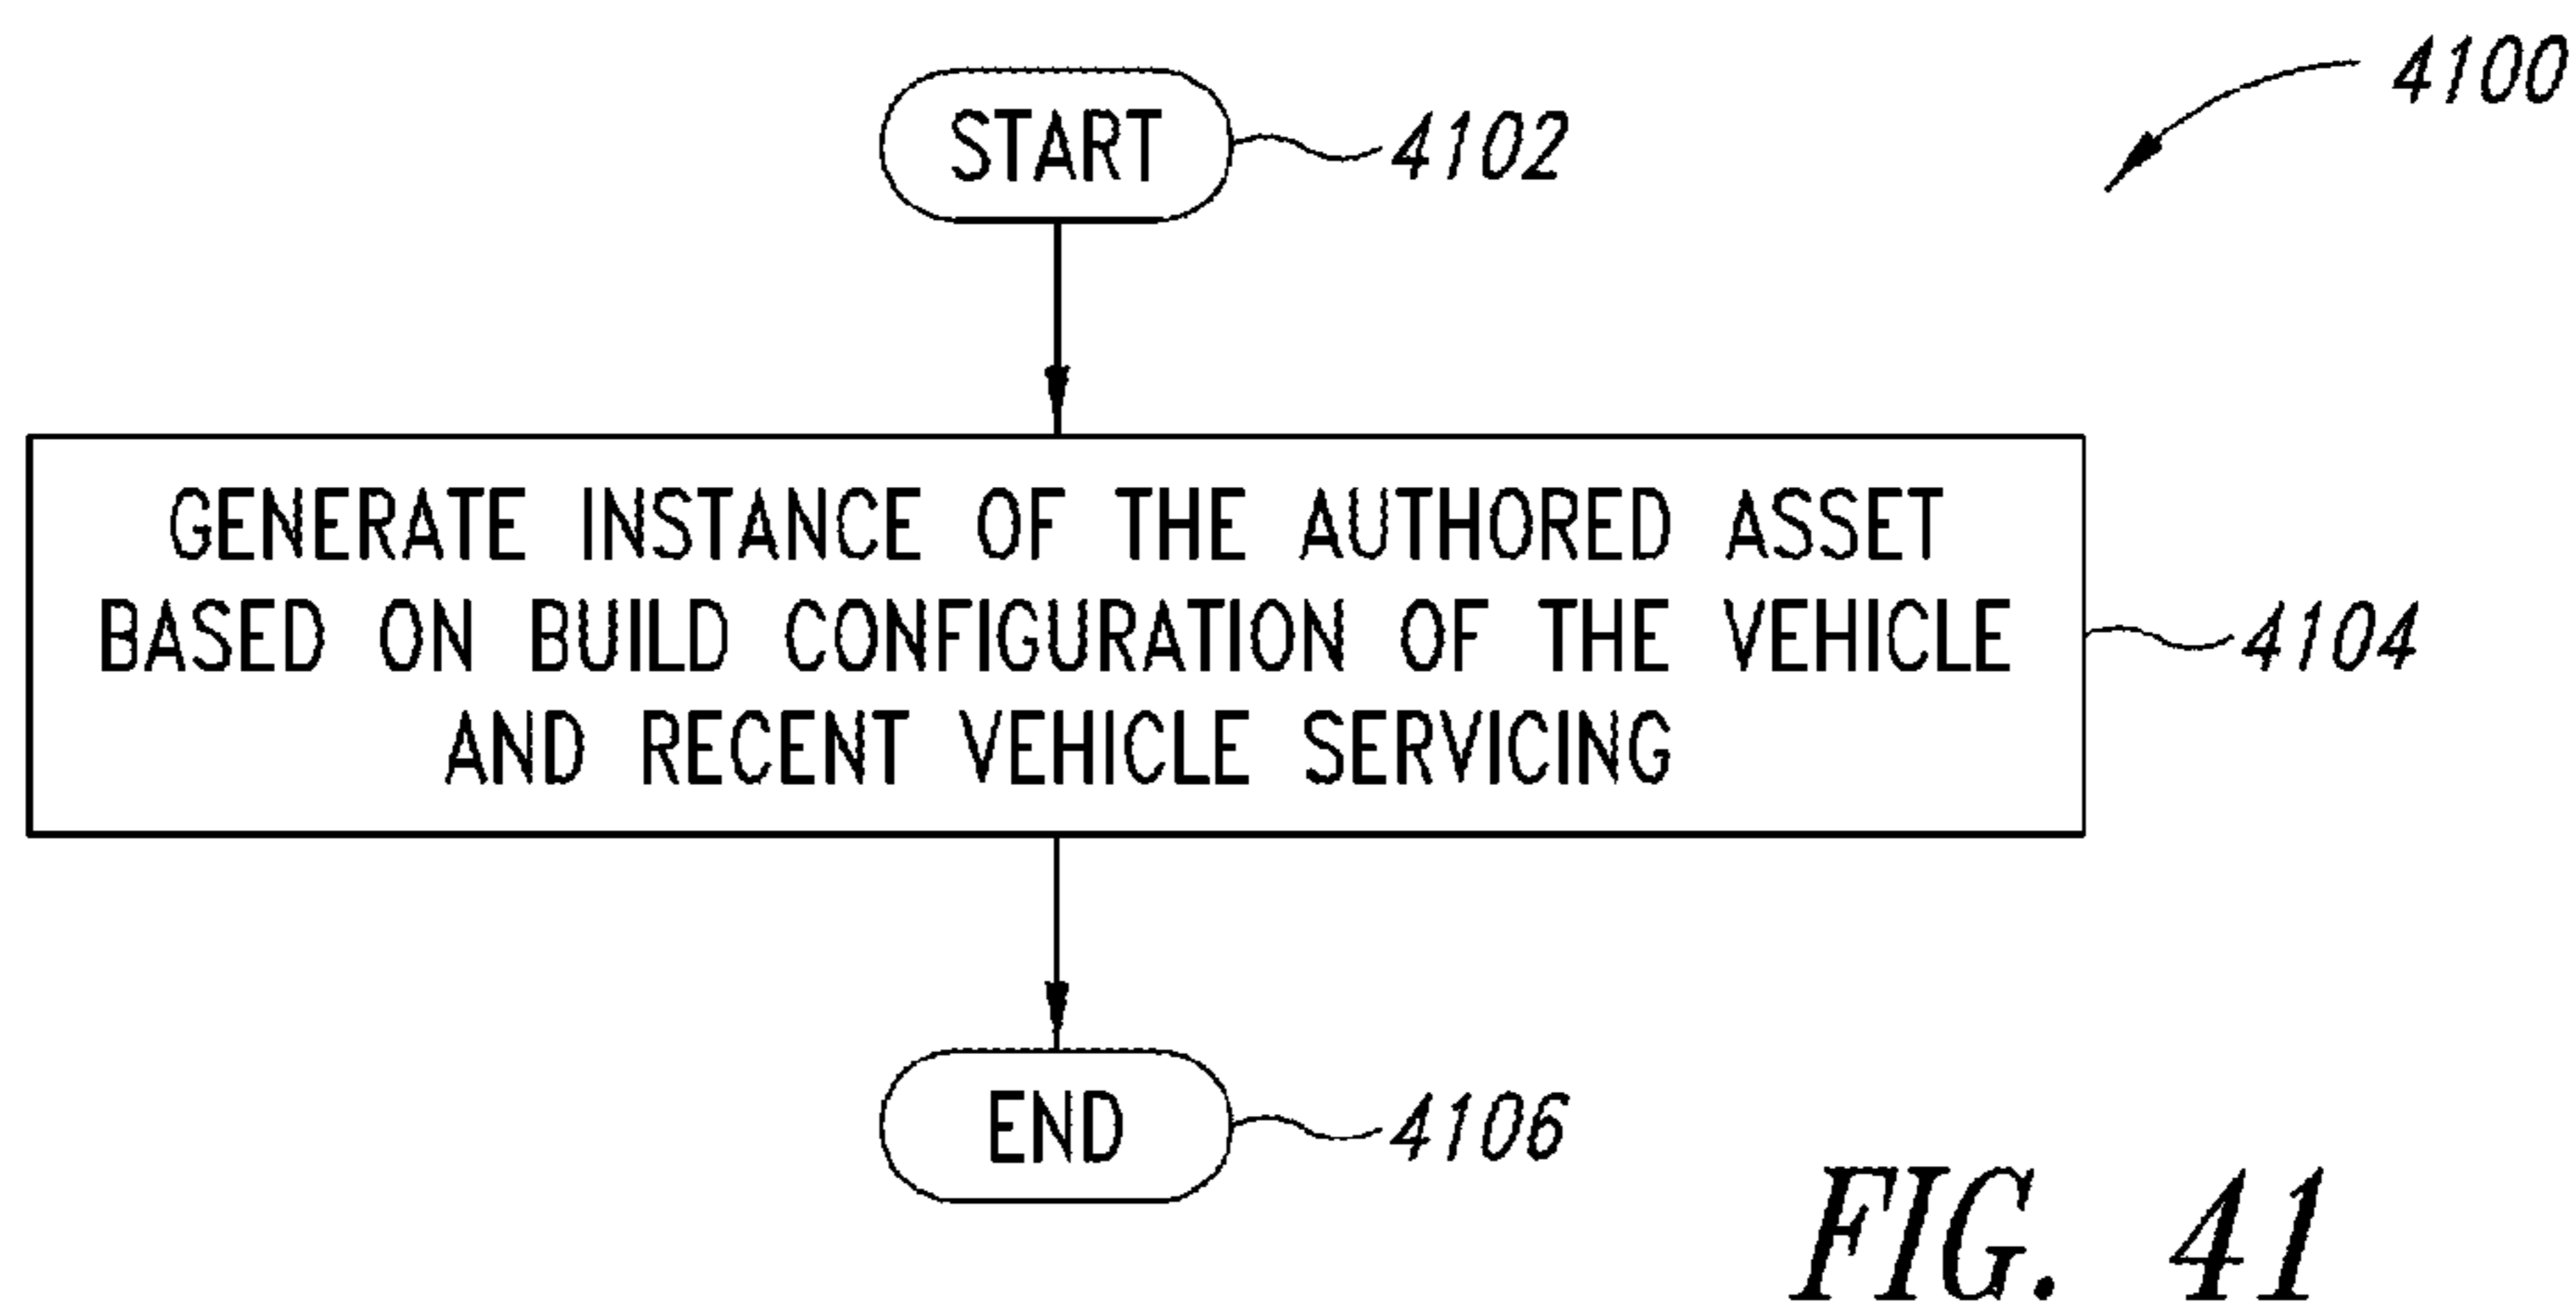 4100
START
4102
GENERATE INSTANCE OF THE AUTHORED ASSET
BASED ON BUILD CONFIGURATION OF THE VEHICLE
AND RECENT VEHICLE SERVICING
4104
END
4106
FIG. 41